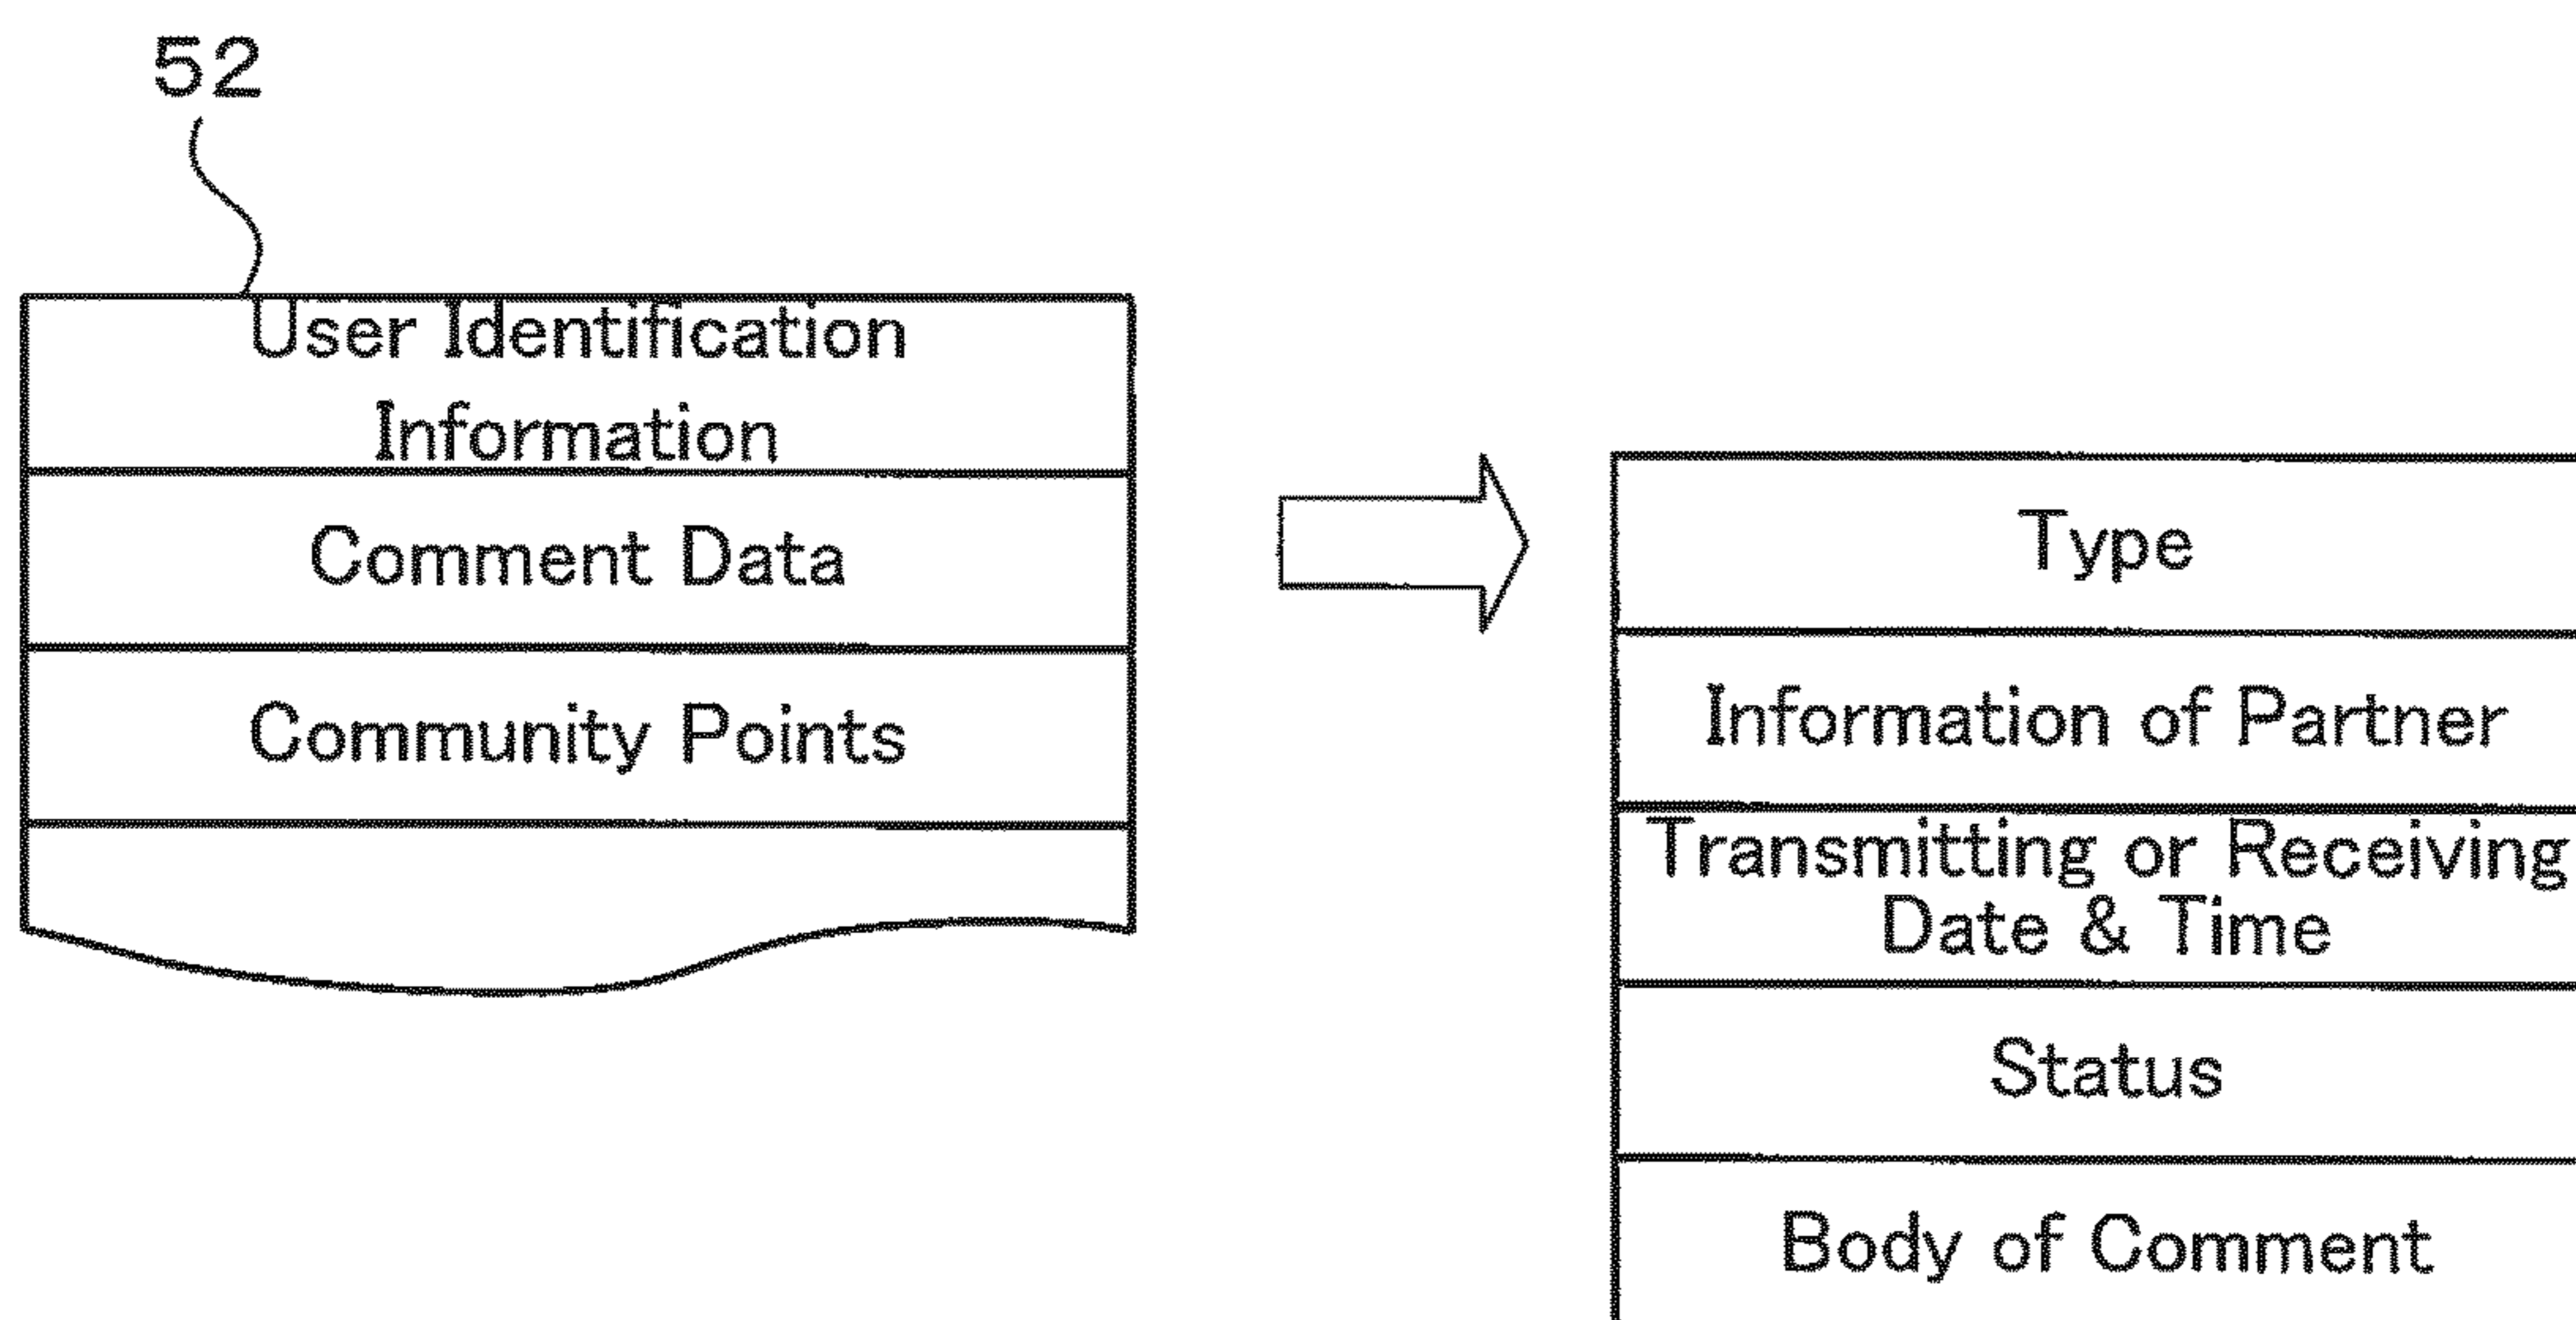 52
User Identification
Information
Comment Data
Community Points
Type
Information of Partner
Transmitting or Receiving
Date & Time
Status
Body of Comment